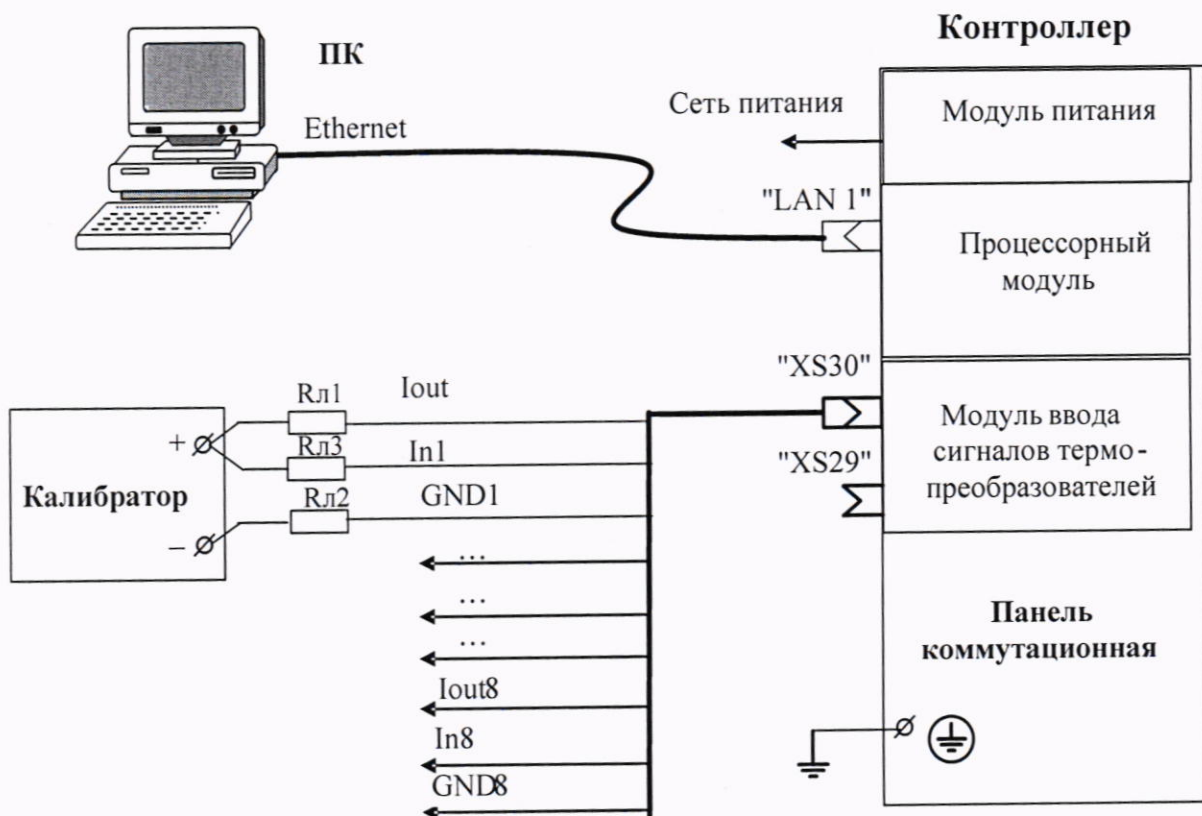 Контроллер
ПК
Ethernet
Сеть питания
Модуль питания
"LAN 1"
Процессорный
модуль
"XS30"
Модуль ввода
сигналов термо-
преобразователей
"XS29"
Rл1
Iout
Rл3
In1
Rл2
GND1
+
Калибратор
–
...
...
...
Iout8
In8
GND8
Панель
коммутационная